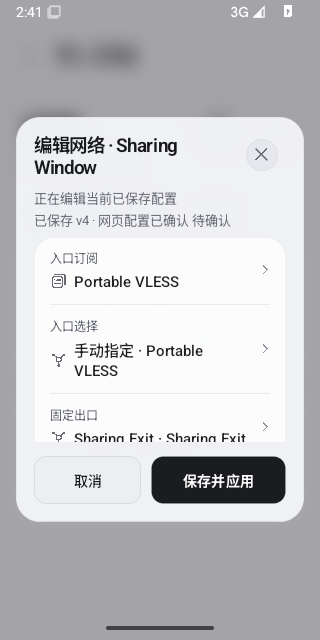 7:41
3G
编辑网络 · Sharing
Window
正在编辑当前已保存配置
已保存 v4 · 网页配置已确认 待确认
入口订阅
Portable VLESS
入口选择
手动指定 · Portable
VLESS
固定出口
Sharing Exit · Sharing Exit
取消
保存并应用